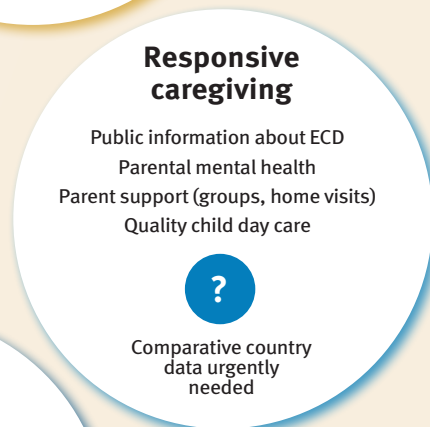 Responsive
caregiving
Public information about ECD
Parental mental health
Parent support (groups, home visits)
Quality child day care
?
Comparative country
data urgently
needed